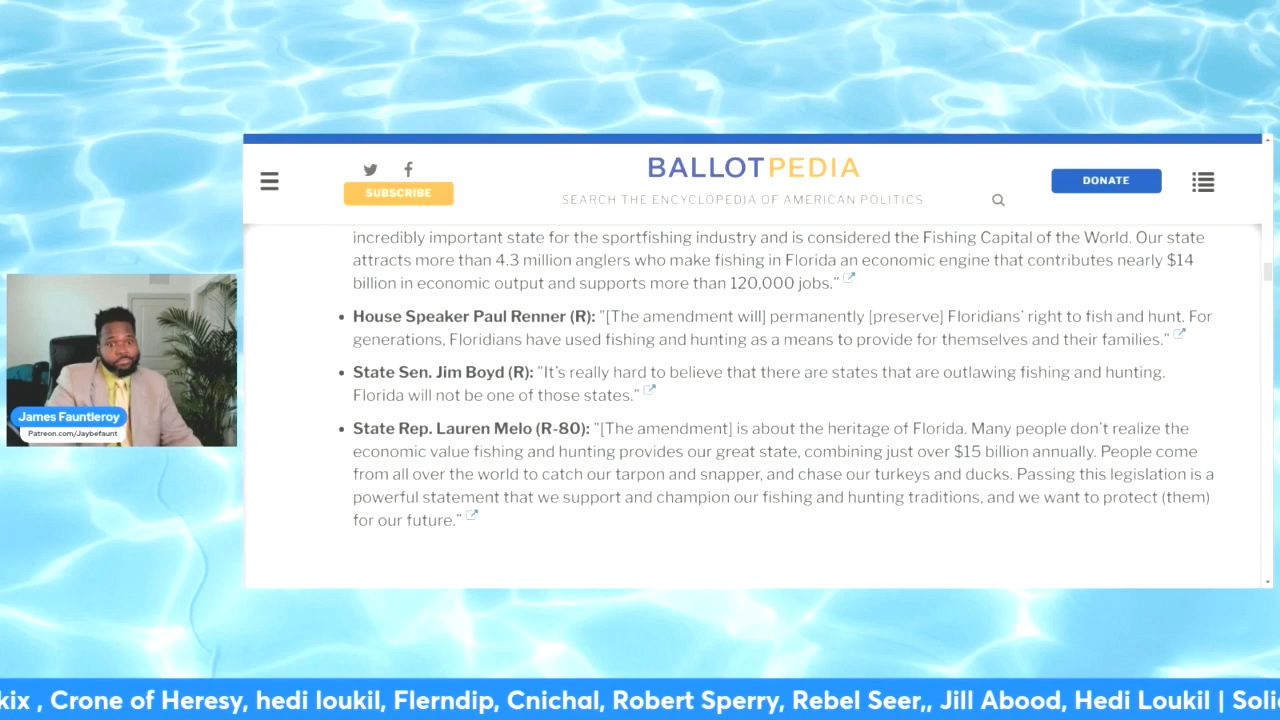 BALLOTPEDIA
SUBSCRIBE
SEARCH THE ENCYCLOPEDIA OF AMERICAN POLITICS
DONATE
incredibly important state for the sportfishing industry and is considered the Fishing Capital of the World. Our state
attracts more than 4.3 million anglers who make fishing in Florida an economic engine that contributes nearly $14
billion in economic output and supports more than 120,000 jobs."
• House Speaker Paul Renner (R): "[The amendment will] permanently [preserve] Floridians’ right to fish and hunt. For
generations, Floridians have used fishing and hunting as a means to provide for themselves and their families."
• State Sen. Jim Boyd (R): "It’s really hard to believe that there are states that are outlawing fishing and hunting.
Florida will not be one of those states."
• State Rep. Lauren Melo (R-80): "[The amendment] is about the heritage of Florida. Many people don’t realize the
economic value fishing and hunting provides our great state, combining just over $15 billion annually. People come
from all over the world to catch our tarpon and snapper, and chase our turkeys and ducks. Passing this legislation is a
powerful statement that we support and champion our fishing and hunting traditions, and we want to protect (them)
for our future."
James Fauntleroy
Patreon.com/Jaybefaunt
kix , Crone of Heresy, hedi loukil, Flerndip, Cnichal, Robert Sperry, Rebel Seer,, Jill Abood, Hedi Loukil |